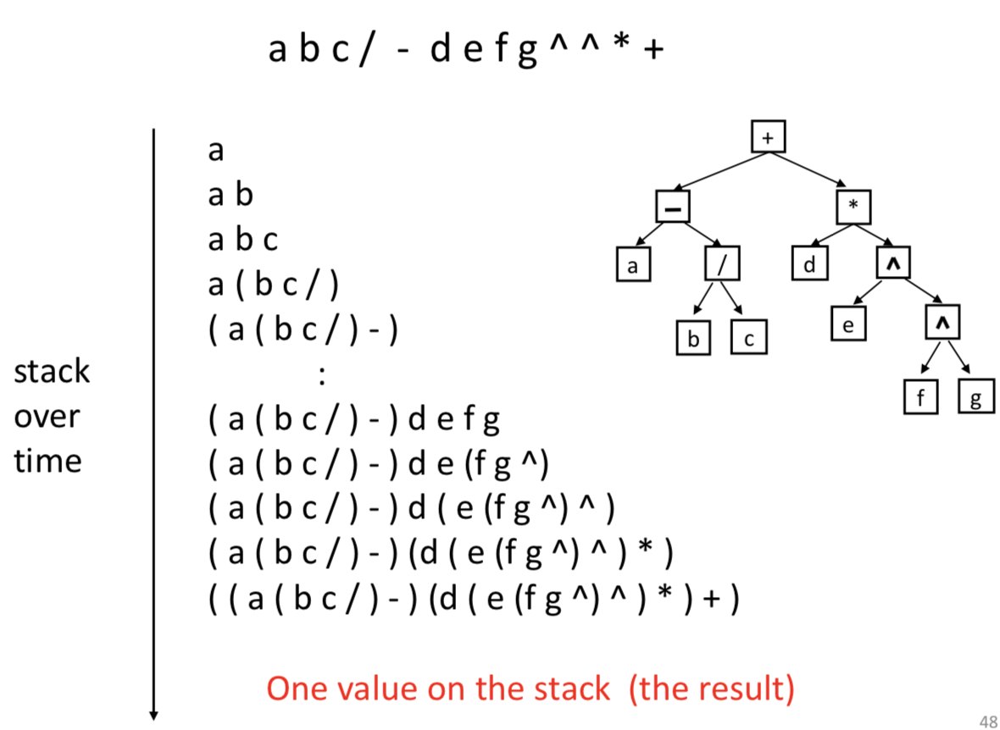 a b c / - d e f g ^ ^ * +
a
a b
a b c
a ( b c / )
( a ( b c / ) - )
:
( a ( b c / ) - ) d e f g
( a ( b c / ) - ) d e (f g ^)
( a ( b c / ) - ) d ( e (f g ^) ^ )
( a ( b c / ) - ) (d ( e (f g ^) ^ ) * )
( ( a ( b c / ) - ) (d ( e (f g ^) ^ ) * ) + )
stack
over
time
+
– *
a / d ^
b c e ^
f g
One value on the stack (the result)
48